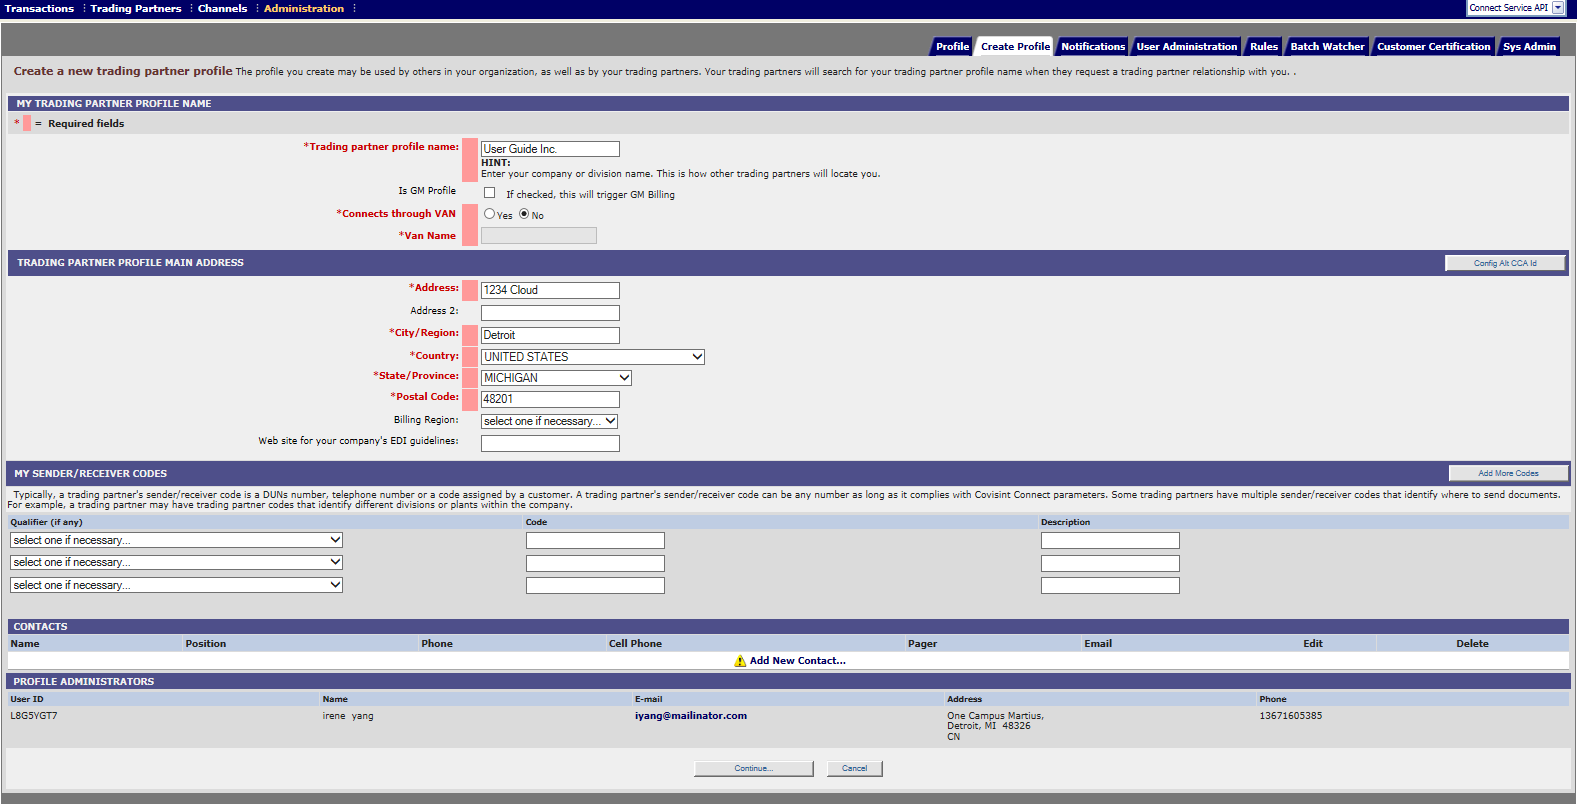 Transactions Trading Partners Channels Administration Connect Service API
Profile Create Profile Notifications User Administration Rules Batch Watcher Customer Certification Sys Admin
Create a new trading partner profile The profile you create may be used by others in your organization, as well as by your trading partners. Your trading partners will search for your trading partner profile name when they request a trading partner relationship with you. .
MY TRADING PARTNER PROFILE NAME
* = Required fields
*Trading partner profile name: User Guide Inc.
HINT:
Enter your company or division name. This is how other trading partners will locate you.
Is GM Profile If checked, this will trigger GM Billing
*Connects through VAN Yes No
*Van Name
TRADING PARTNER PROFILE MAIN ADDRESS Config Alt CCA Id
*Address: 1234 Cloud
Address 2:
*City/Region: Detroit
*Country: UNITED STATES
*State/Province: MICHIGAN
*Postal Code: 48201
Billing Region: select one if necessary...
Web site for your company's EDI guidelines:
MY SENDER/RECEIVER CODES Add More Codes
Typically, a trading partner's sender/receiver code is a DUNs number, telephone number or a code assigned by a customer. A trading partner's sender/receiver code can be any number as long as it complies with Covisint Connect parameters. Some trading partners have multiple sender/receiver codes that identify where to send documents.
For example, a trading partner may have trading partner codes that identify different divisions or plants within the company.
Qualifier (if any) Code Description
select one if necessary...
select one if necessary...
select one if necessary...
CONTACTS
Name Position Phone Cell Phone Pager Email Edit Delete
Add New Contact...
PROFILE ADMINISTRATORS
User ID Name E-mail Address Phone
L8G5YGT7 irene yang iyang@mailinator.com One Campus Martius, 13671605385
Detroit, MI 48326
CN
Continue... Cancel